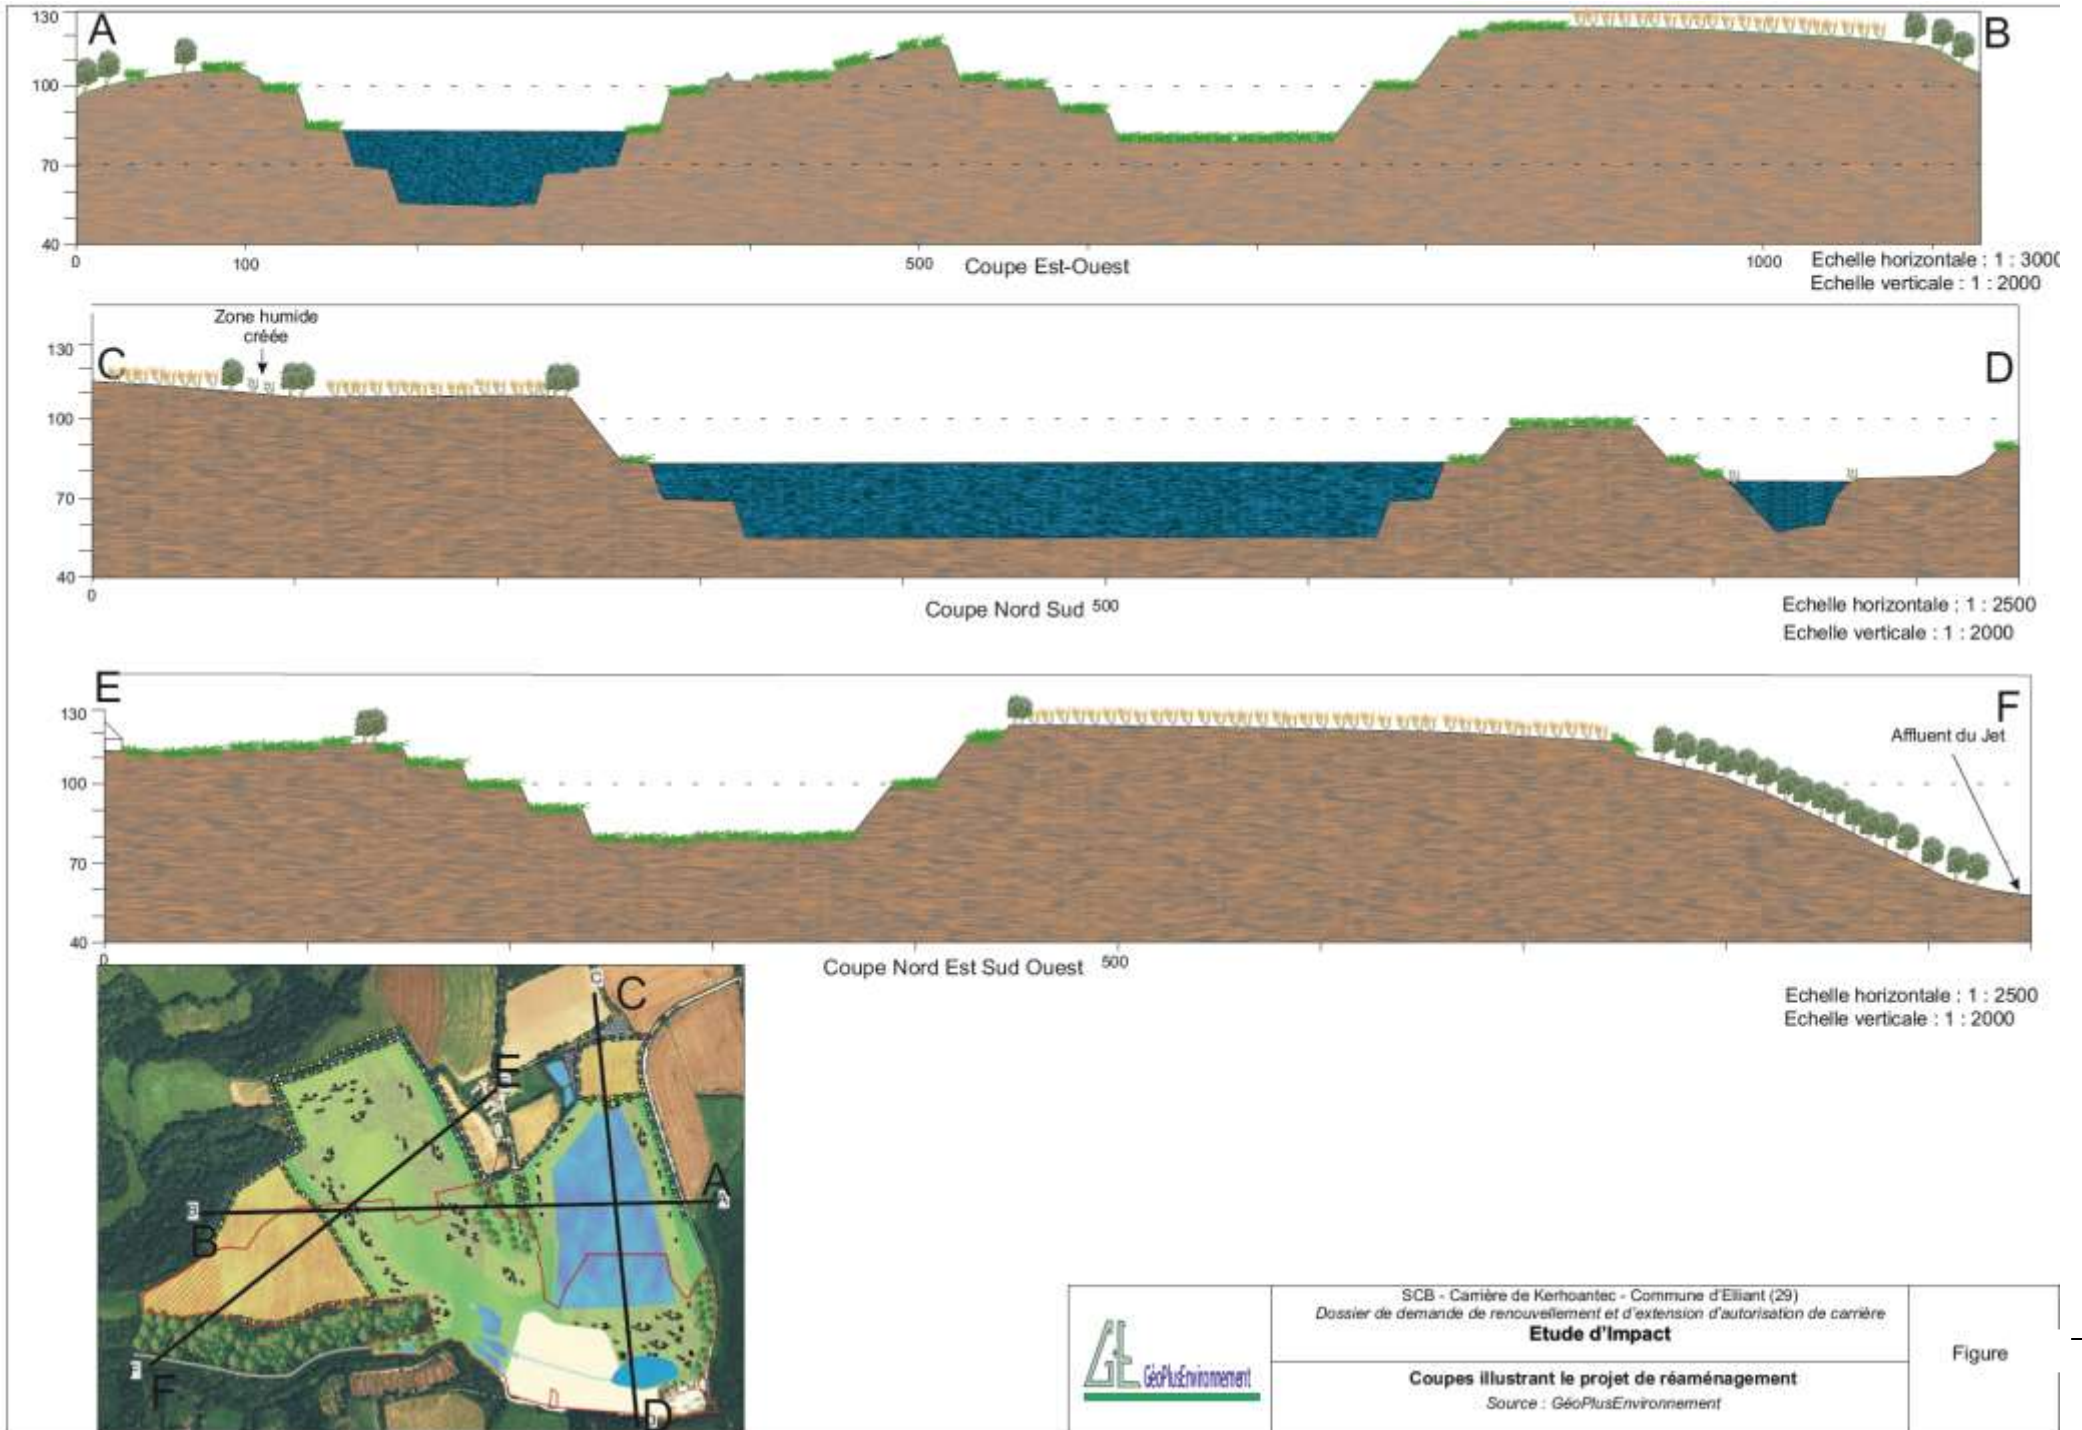 A
B
130
100
70
40
0
100
500
1000
Coupe Est-Ouest
Echelle horizontale : 1 : 3000
Echelle verticale : 1 : 2000
Zone humide
créée
C
D
130
100
70
40
0
500
Coupe Nord Sud
Echelle horizontale : 1 : 2500
Echelle verticale : 1 : 2000
E
F
130
100
70
40
Affluent du Jet
0
500
Coupe Nord Est Sud Ouest
Echelle horizontale : 1 : 2500
Echelle verticale : 1 : 2000
C
E
A
B
F
D
GéoPlusEnvironnement
SCB - Carrière de Kerhoantec - Commune d'Elliant (29)
Dossier de demande de renouvellement et d'extension d'autorisation de carrière
Etude d'Impact
Coupes illustrant le projet de réaménagement
Source : GéoPlusEnvironnement
Figure